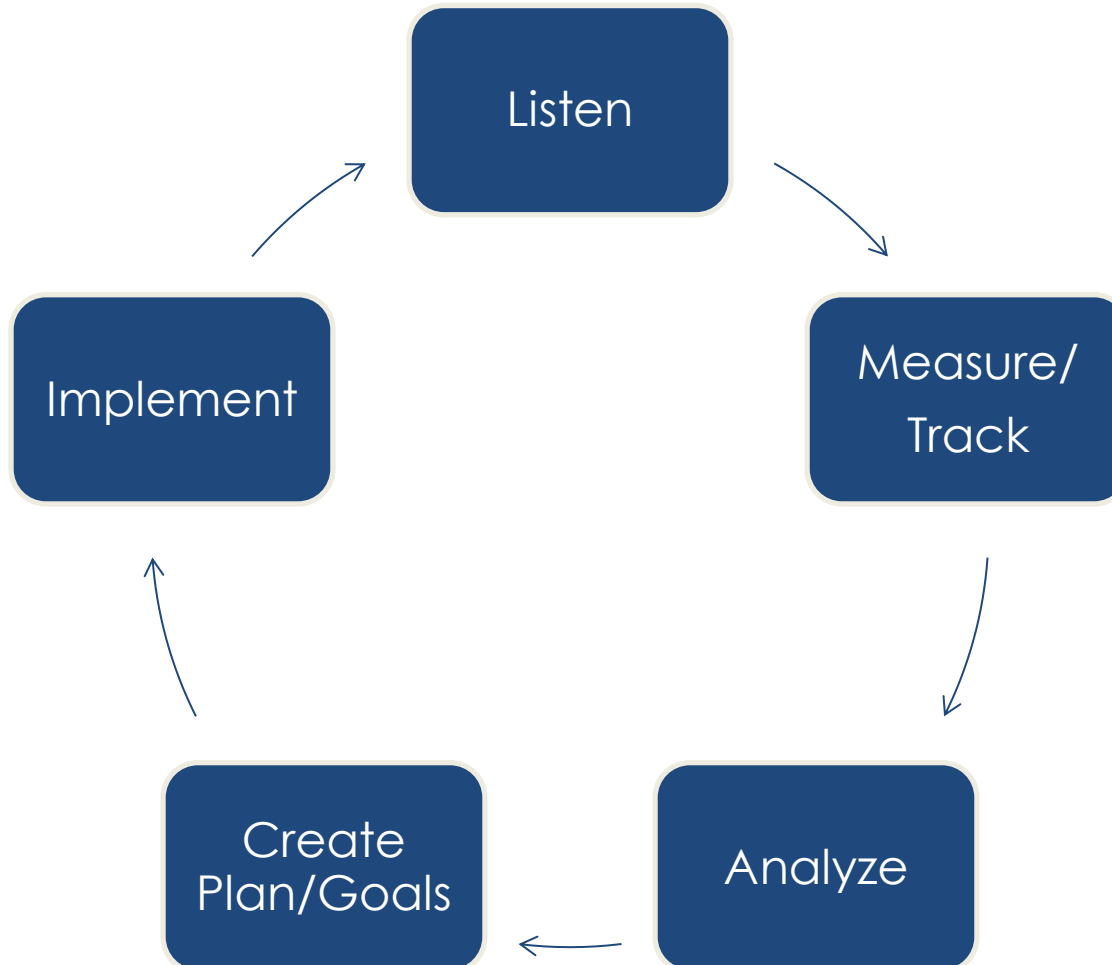 Listen
Measure/
Track
Analyze
Create
Plan/Goals
Implement